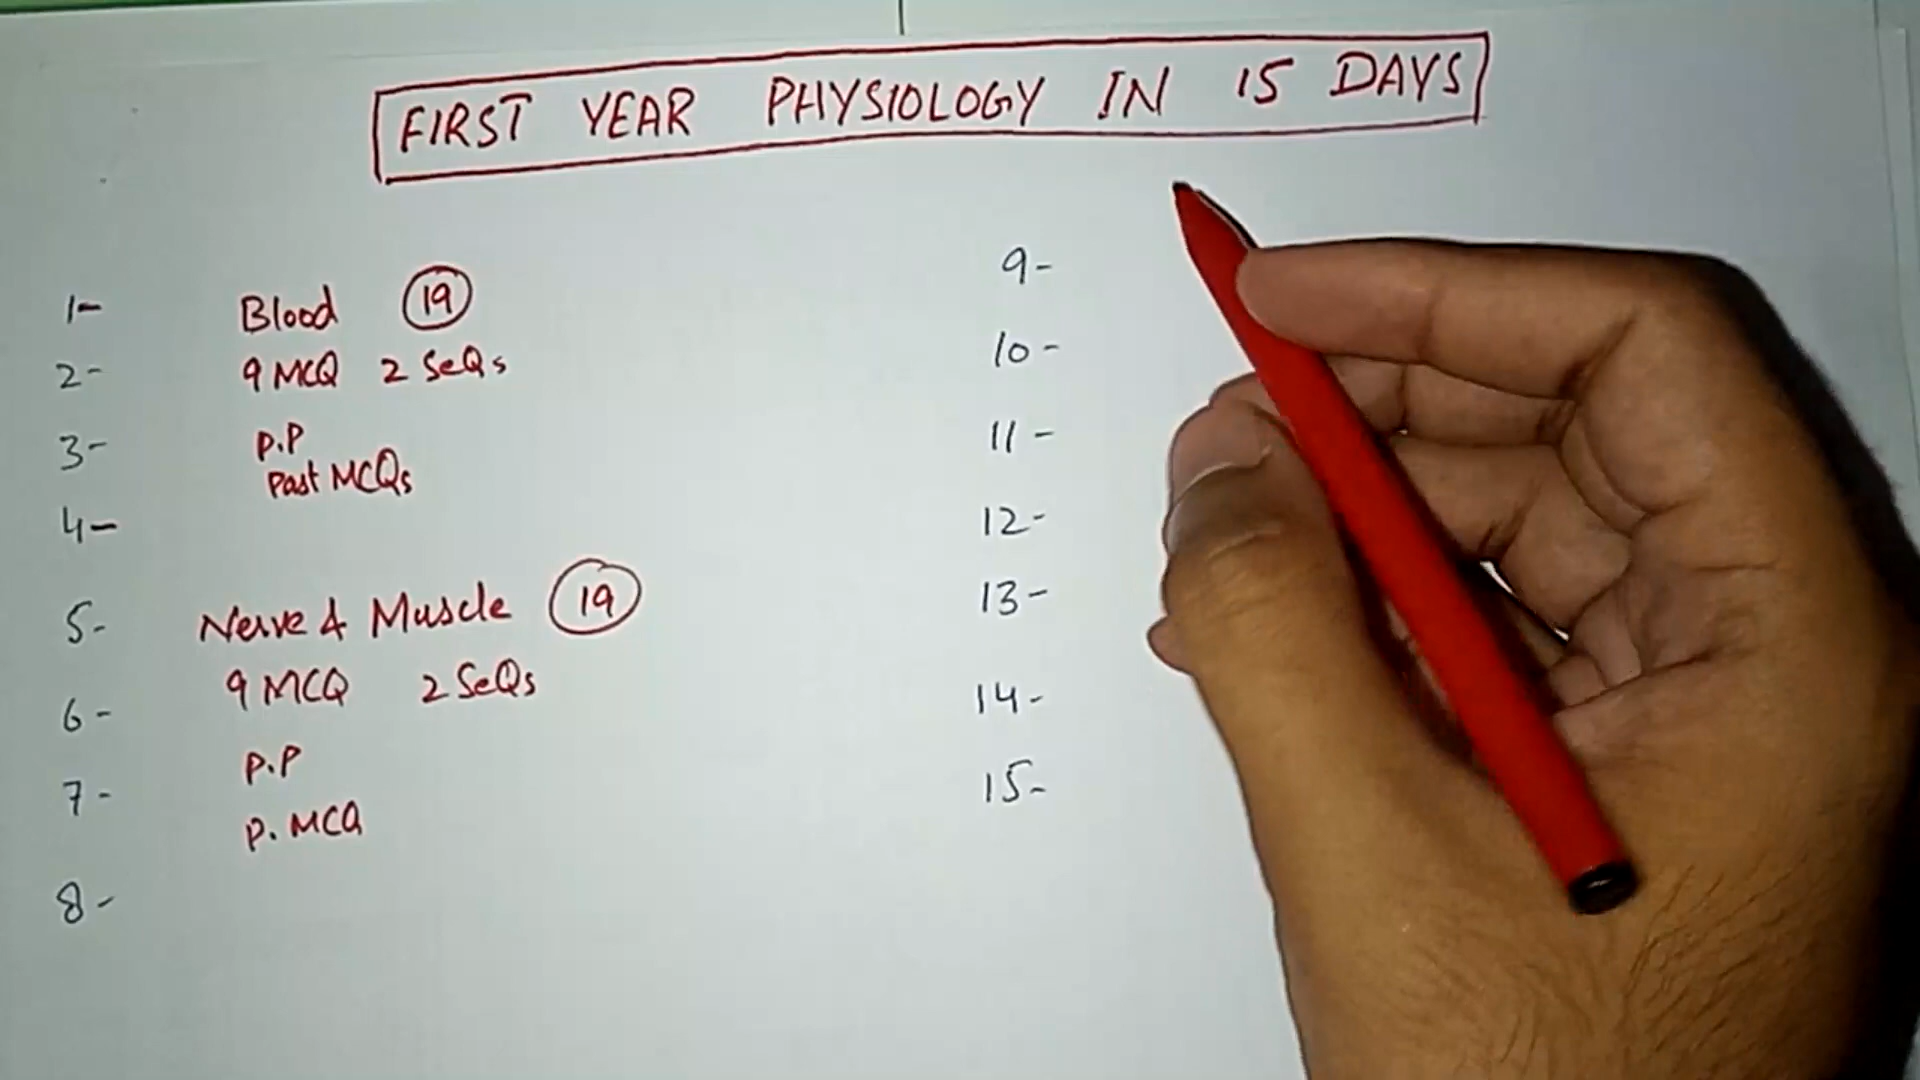 FIRST YEAR PHYSIOLOGY IN 15 DAYS
1- Blood 19
2- 9 MCQ 2 SeQs
3- P.P
Past MCQs
4-
5- Nerve & Muscle 19
6- 9 MCQ 2 SeQs
P.P
7- P. MCQ
8-
9-
10-
11-
12-
13-
14-
15-